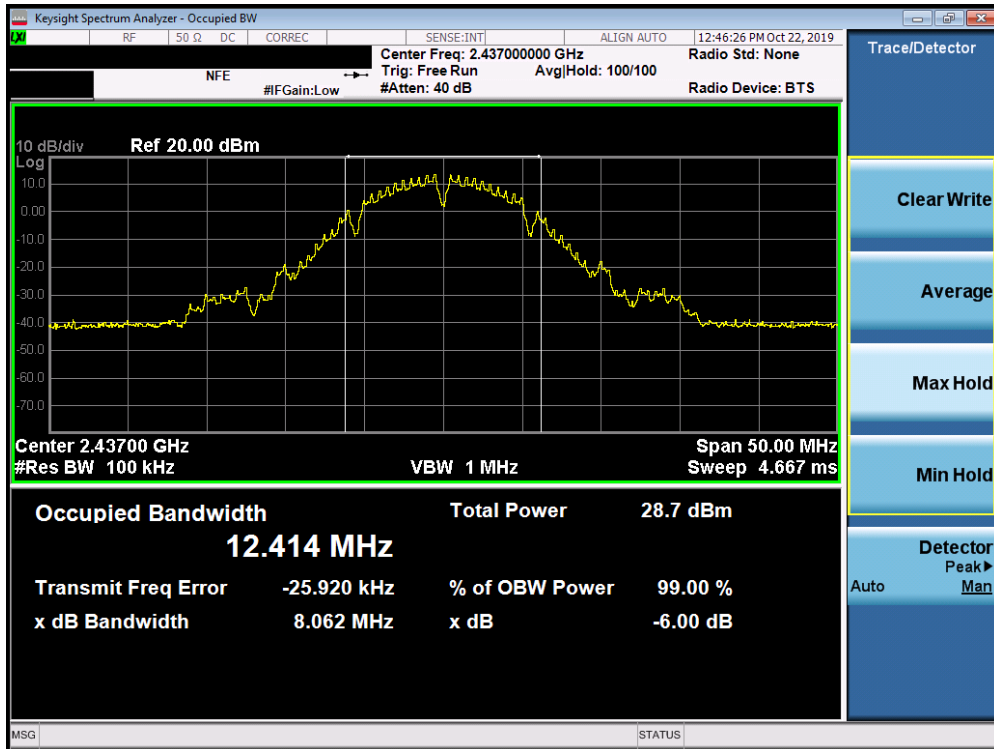 Keysight Spectrum Analyzer - Occupied BW
LXI RF 50 Ω DC CORREC SENSE:INT ALIGN AUTO 12:46:26 PM Oct 22, 2019
Center Freq: 2.437000000 GHz Radio Std: None
NFE Trig: Free Run Avg|Hold: 100/100
#IFGain:Low #Atten: 40 dB Radio Device: BTS
10 dB/div Ref 20.00 dBm
Log
10.0
0.00
-10.0
-20.0
-30.0
-40.0
-50.0
-60.0
-70.0
Center 2.43700 GHz Span 50.00 MHz
#Res BW 100 kHz VBW 1 MHz Sweep 4.667 ms
Occupied Bandwidth Total Power 28.7 dBm
12.414 MHz
Transmit Freq Error -25.920 kHz % of OBW Power 99.00 %
x dB Bandwidth 8.062 MHz x dB -6.00 dB
MSG STATUS
Trace/Detector
Clear Write
Average
Max Hold
Min Hold
Detector
Peak▶
Auto Man